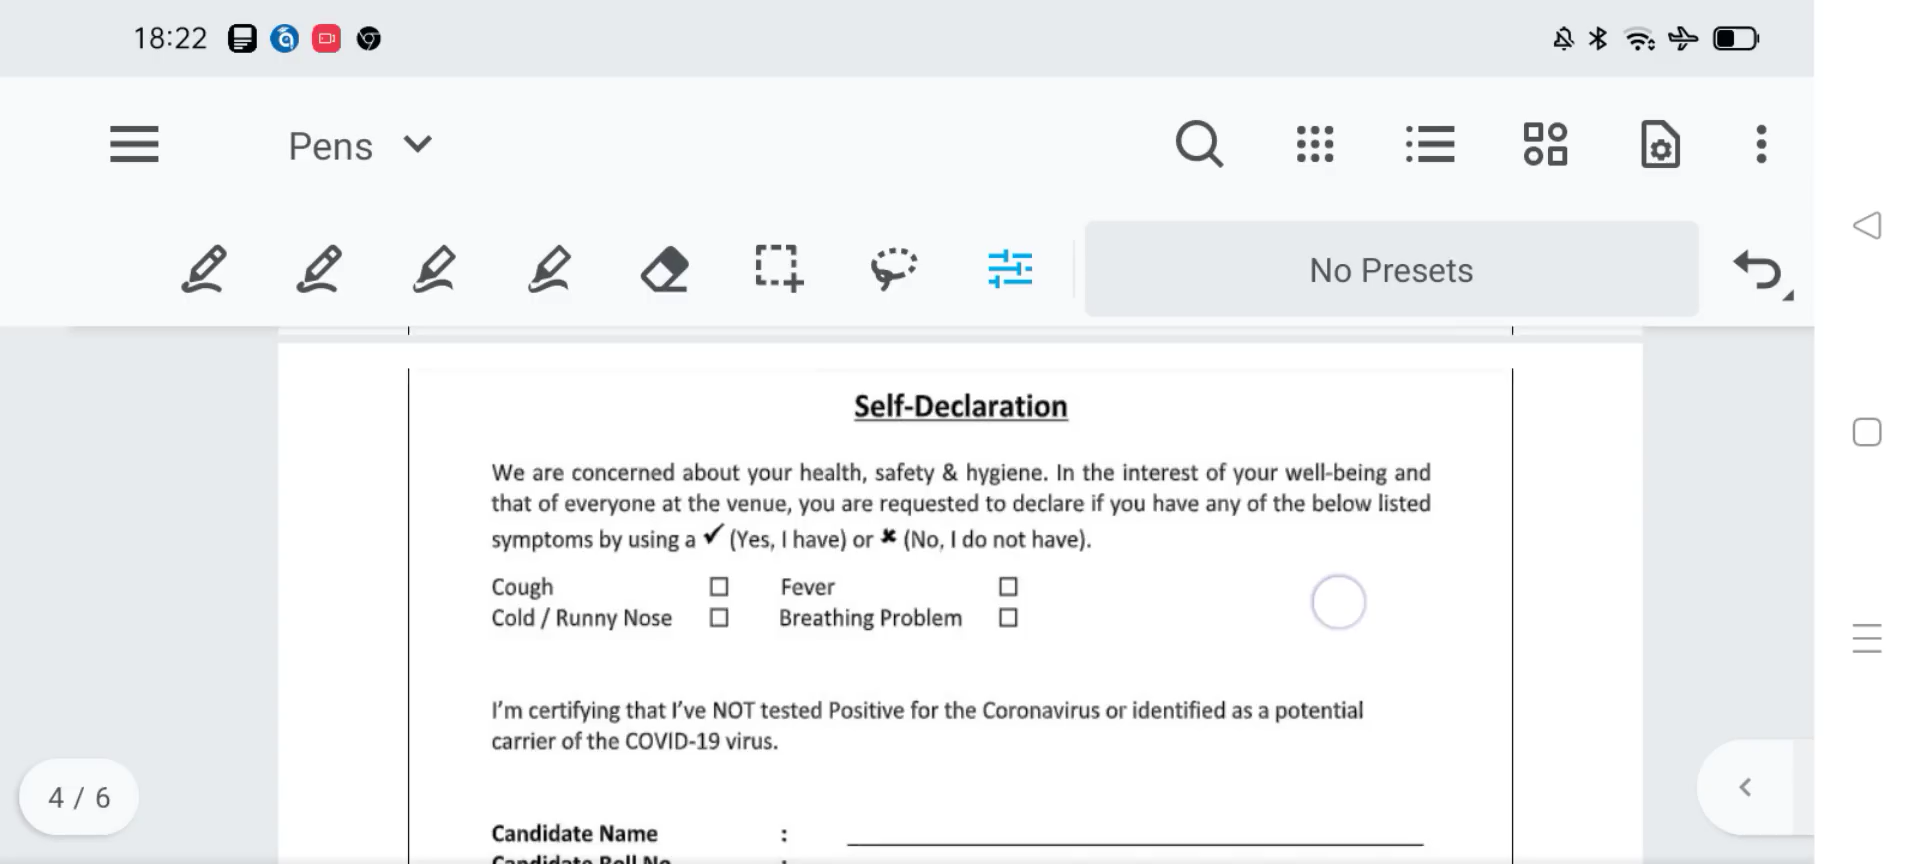 18:22
Pens
No Presets
Self-Declaration
We are concerned about your health, safety & hygiene. In the interest of your well-being and
that of everyone at the venue, you are requested to declare if you have any of the below listed
symptoms by using a ✓ (Yes, I have) or ✖ (No, I do not have).
Cough ☐ Fever ☐
Cold / Runny Nose ☐ Breathing Problem ☐
I'm certifying that I've NOT tested Positive for the Coronavirus or identified as a potential
carrier of the COVID-19 virus.
4 / 6
Candidate Name :
Candidate Roll No :